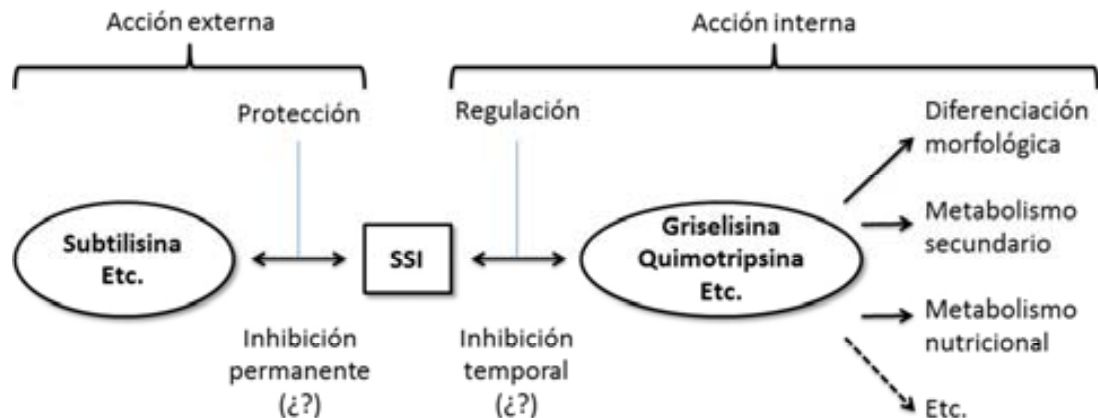 Acción externa
Acción interna
Protección
Regulación
Diferenciación
morfológica
Subtilisina
Etc.
SSI
Griselisina
Quimotripsina
Etc.
Metabolismo
secundario
Inhibición
permanente
(¿?)
Inhibición
temporal
(¿?)
Metabolismo
nutricional
Etc.